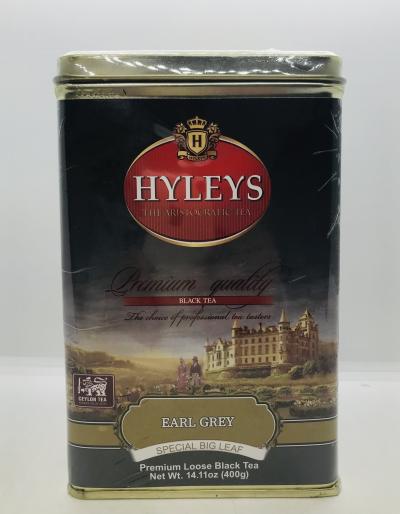 H
HYLEYS
HYLEYS
THE ARISTOCRATIC TEA
Premium quality
BLACK TEA
The choice of professional tea tasters
CEYLON TEA
EARL GREY
SPECIAL BIG LEAF
Premium Loose Black Tea
Net Wt. 14.11oz (400g)